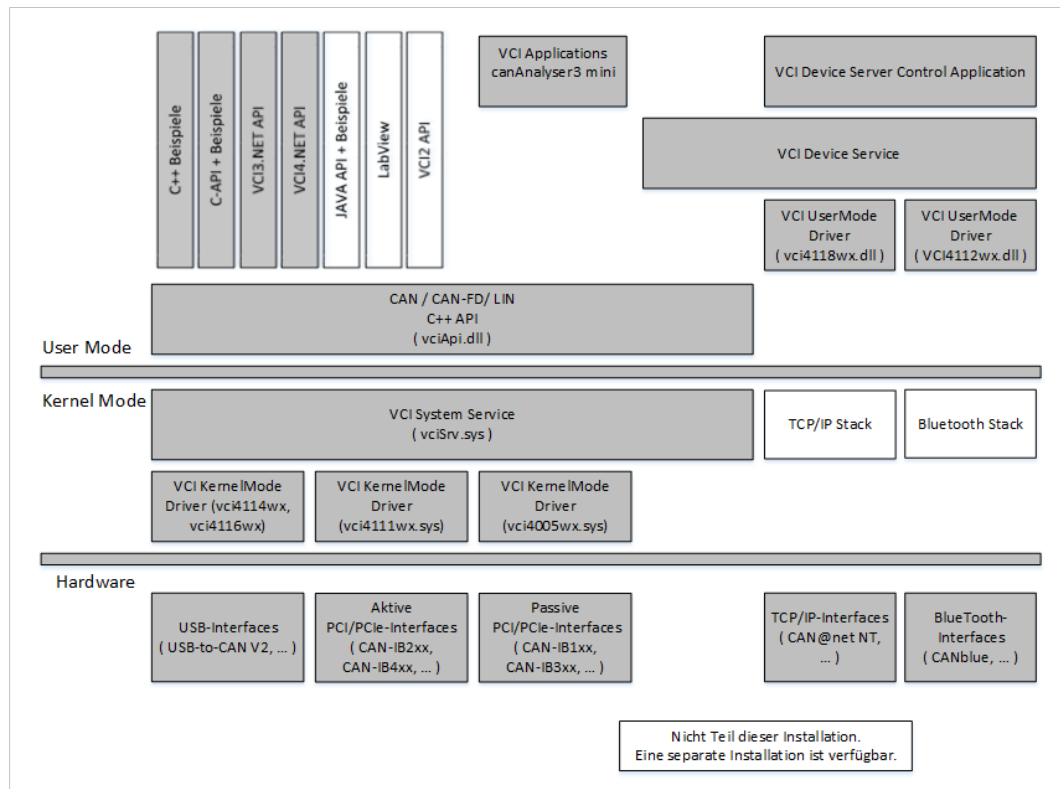 C++ Beispiele
C-API + Beispiele
VCI3.NET API
VCI4.NET API
JAVA API + Beispiele
LabView
VCI2 API
VCI Applications
canAnalyser3 mini
VCI Device Server Control Application
VCI Device Service
VCI UserMode
Driver
( vci4118wx.dll )
VCI UserMode
Driver
( VCI4112wx.dll )
CAN / CAN-FD/ LIN
C++ API
( vciApi.dll )
User Mode
Kernel Mode
VCI System Service
( vciSrv.sys )
TCP/IP Stack
Bluetooth Stack
VCI KernelMode
Driver (vci4114wx,
vci4116wx)
VCI KernelMode
Driver
(vci4111wx.sys)
VCI KernelMode
Driver
(vci4005wx.sys)
Hardware
USB-Interfaces
( USB-to-CAN V2, ... )
Aktive
PCI/PCIe-Interfaces
( CAN-IB2xx,
CAN-IB4xx, ... )
Passive
PCI/PCIe-Interfaces
( CAN-IB1xx,
CAN-IB3xx, ... )
TCP/IP-Interfaces
( CAN@net NT,
... )
BlueTooth-
Interfaces
( CANblue, ... )
Nicht Teil dieser Installation.
Eine separate Installation ist verfügbar.